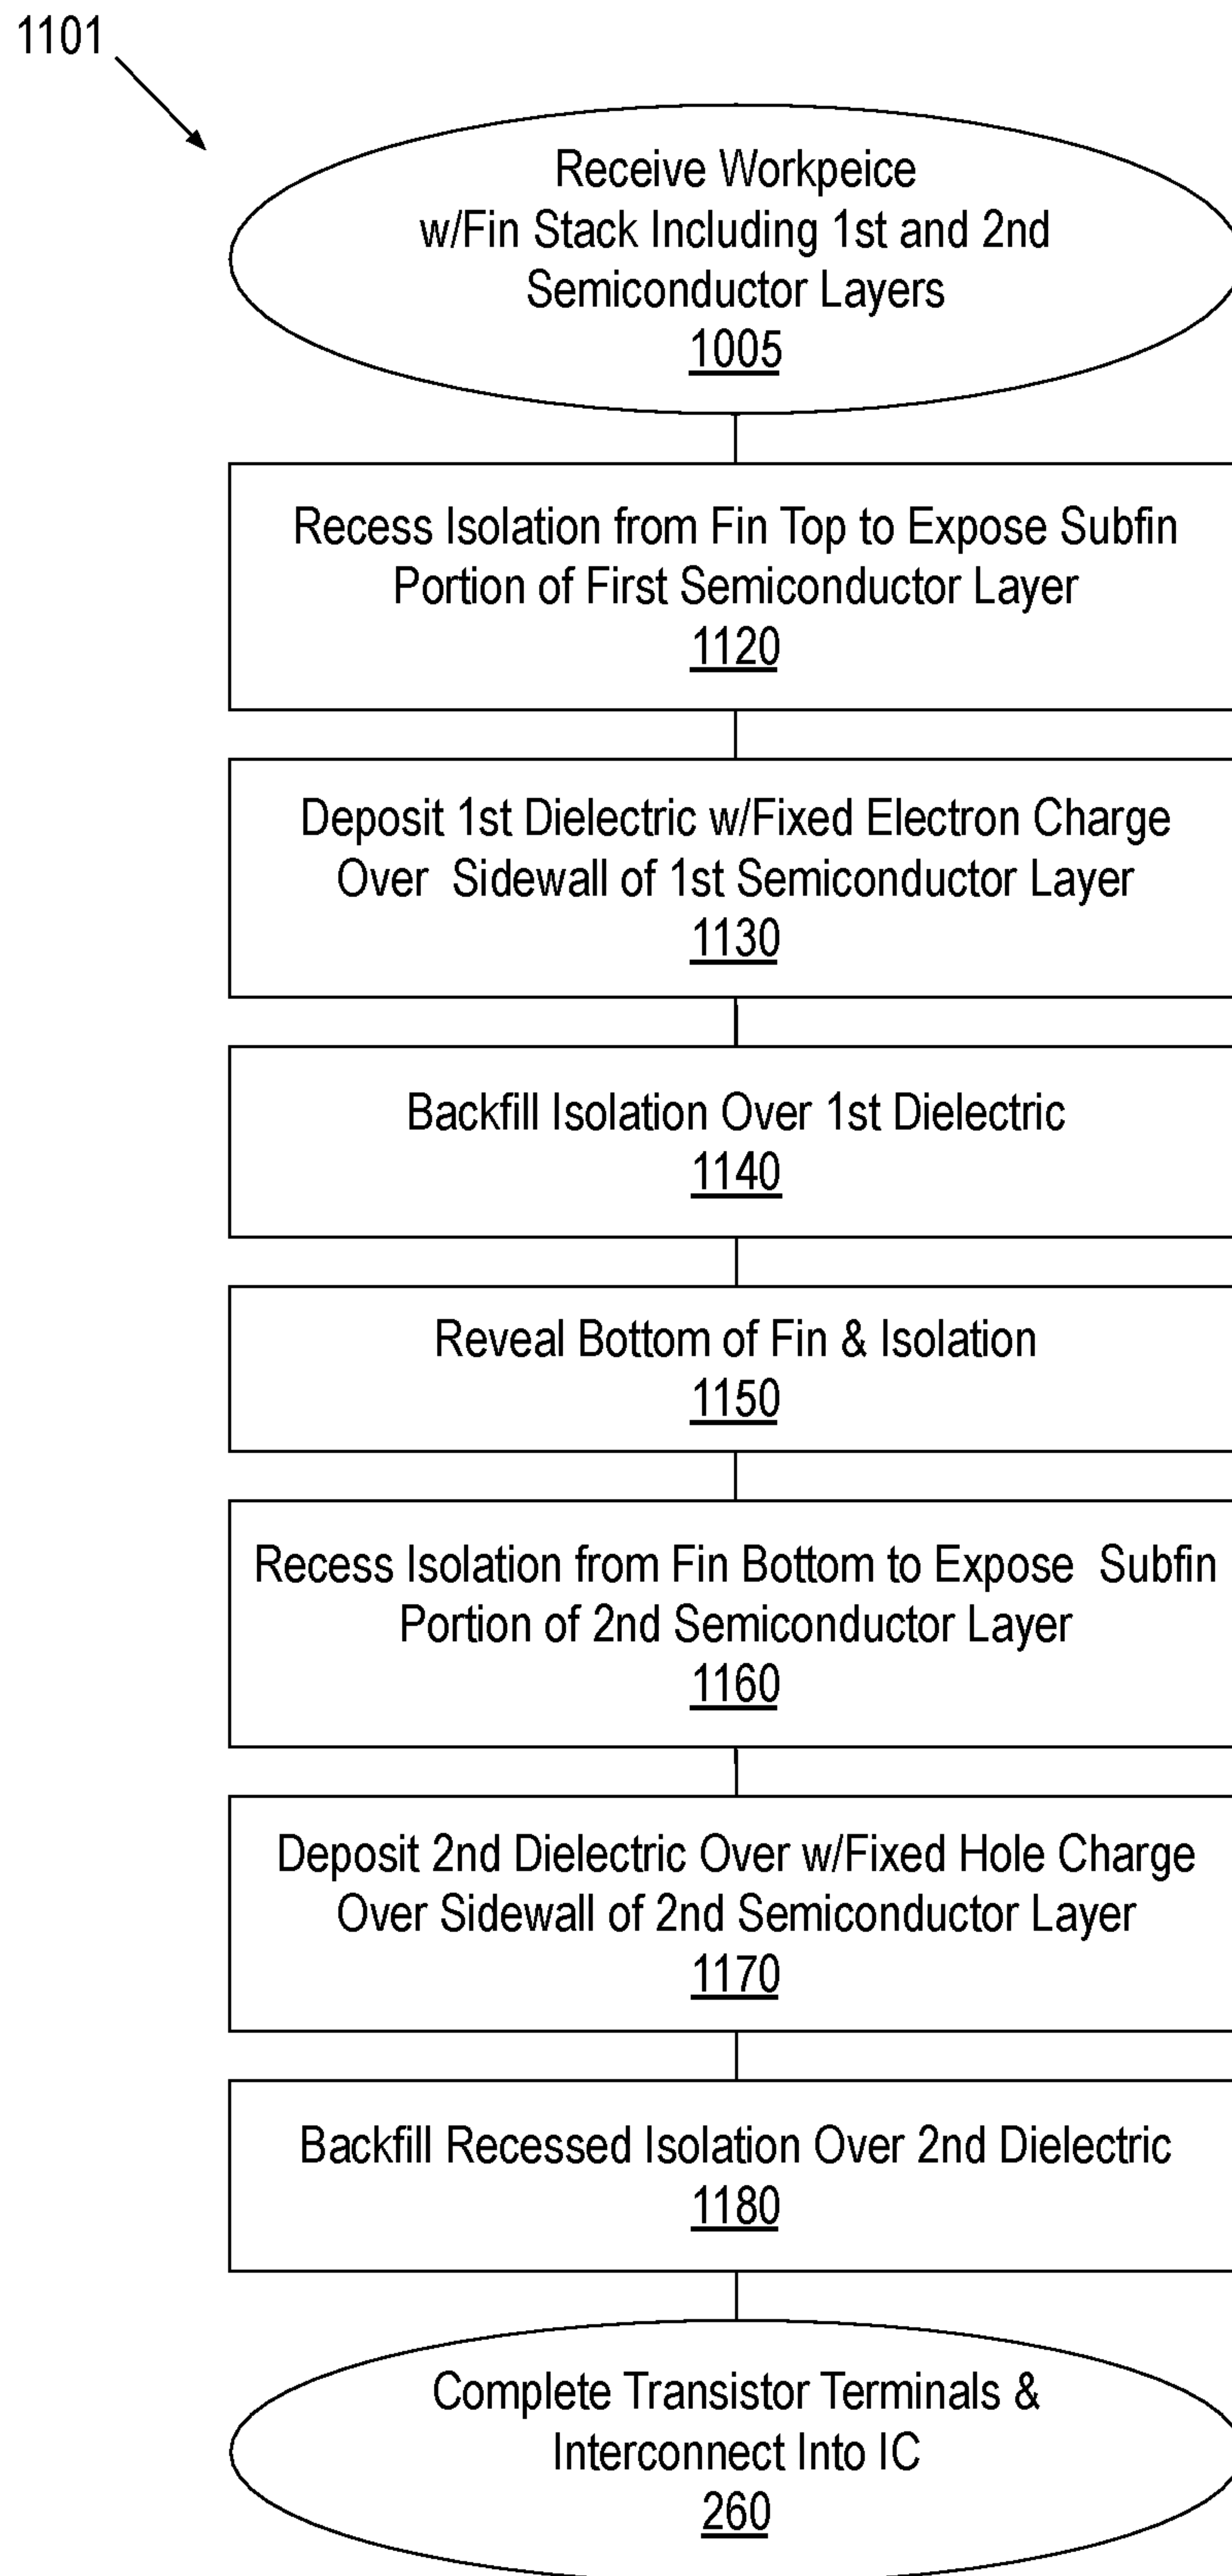 1101
Receive Workpeice
w/Fin Stack Including 1st and 2nd
Semiconductor Layers
1005
Recess Isolation from Fin Top to Expose Subfin
Portion of First Semiconductor Layer
1120
Deposit 1st Dielectric w/Fixed Electron Charge
Over Sidewall of 1st Semiconductor Layer
1130
Backfill Isolation Over 1st Dielectric
1140
Reveal Bottom of Fin & Isolation
1150
Recess Isolation from Fin Bottom to Expose Subfin
Portion of 2nd Semiconductor Layer
1160
Deposit 2nd Dielectric Over w/Fixed Hole Charge
Over Sidewall of 2nd Semiconductor Layer
1170
Backfill Recessed Isolation Over 2nd Dielectric
1180
Complete Transistor Terminals &
Interconnect Into IC
260